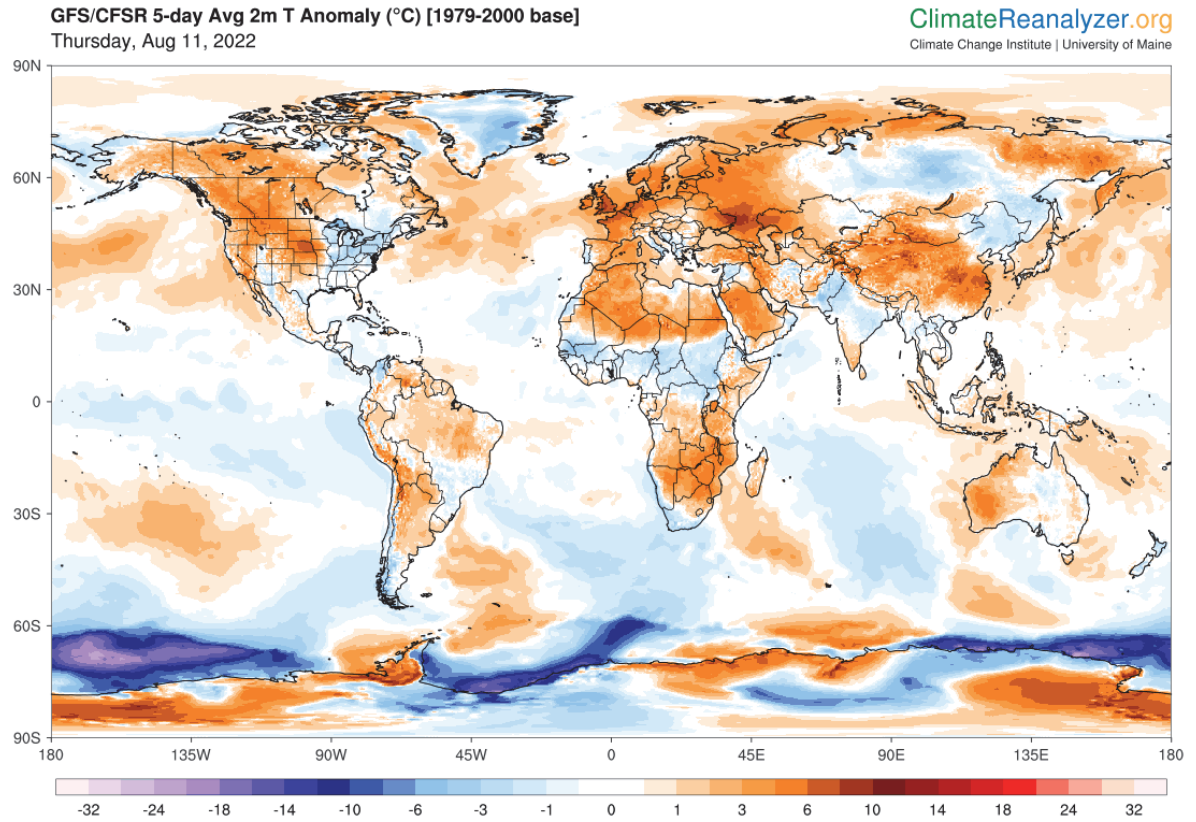 GFS/CFSR 5-day Avg 2m T Anomaly (°C) [1979-2000 base]
ClimateReanalyzer.org
Thursday, Aug 11, 2022
Climate Change Institute | University of Maine
90N
60N
30N
0
30S
60S
90S
180 135W 90W 45W 0 45E 90E 135E 180
-32 -24 -18 -14 -10 -6 -3 -1 0 1 3 6 10 14 18 24 32